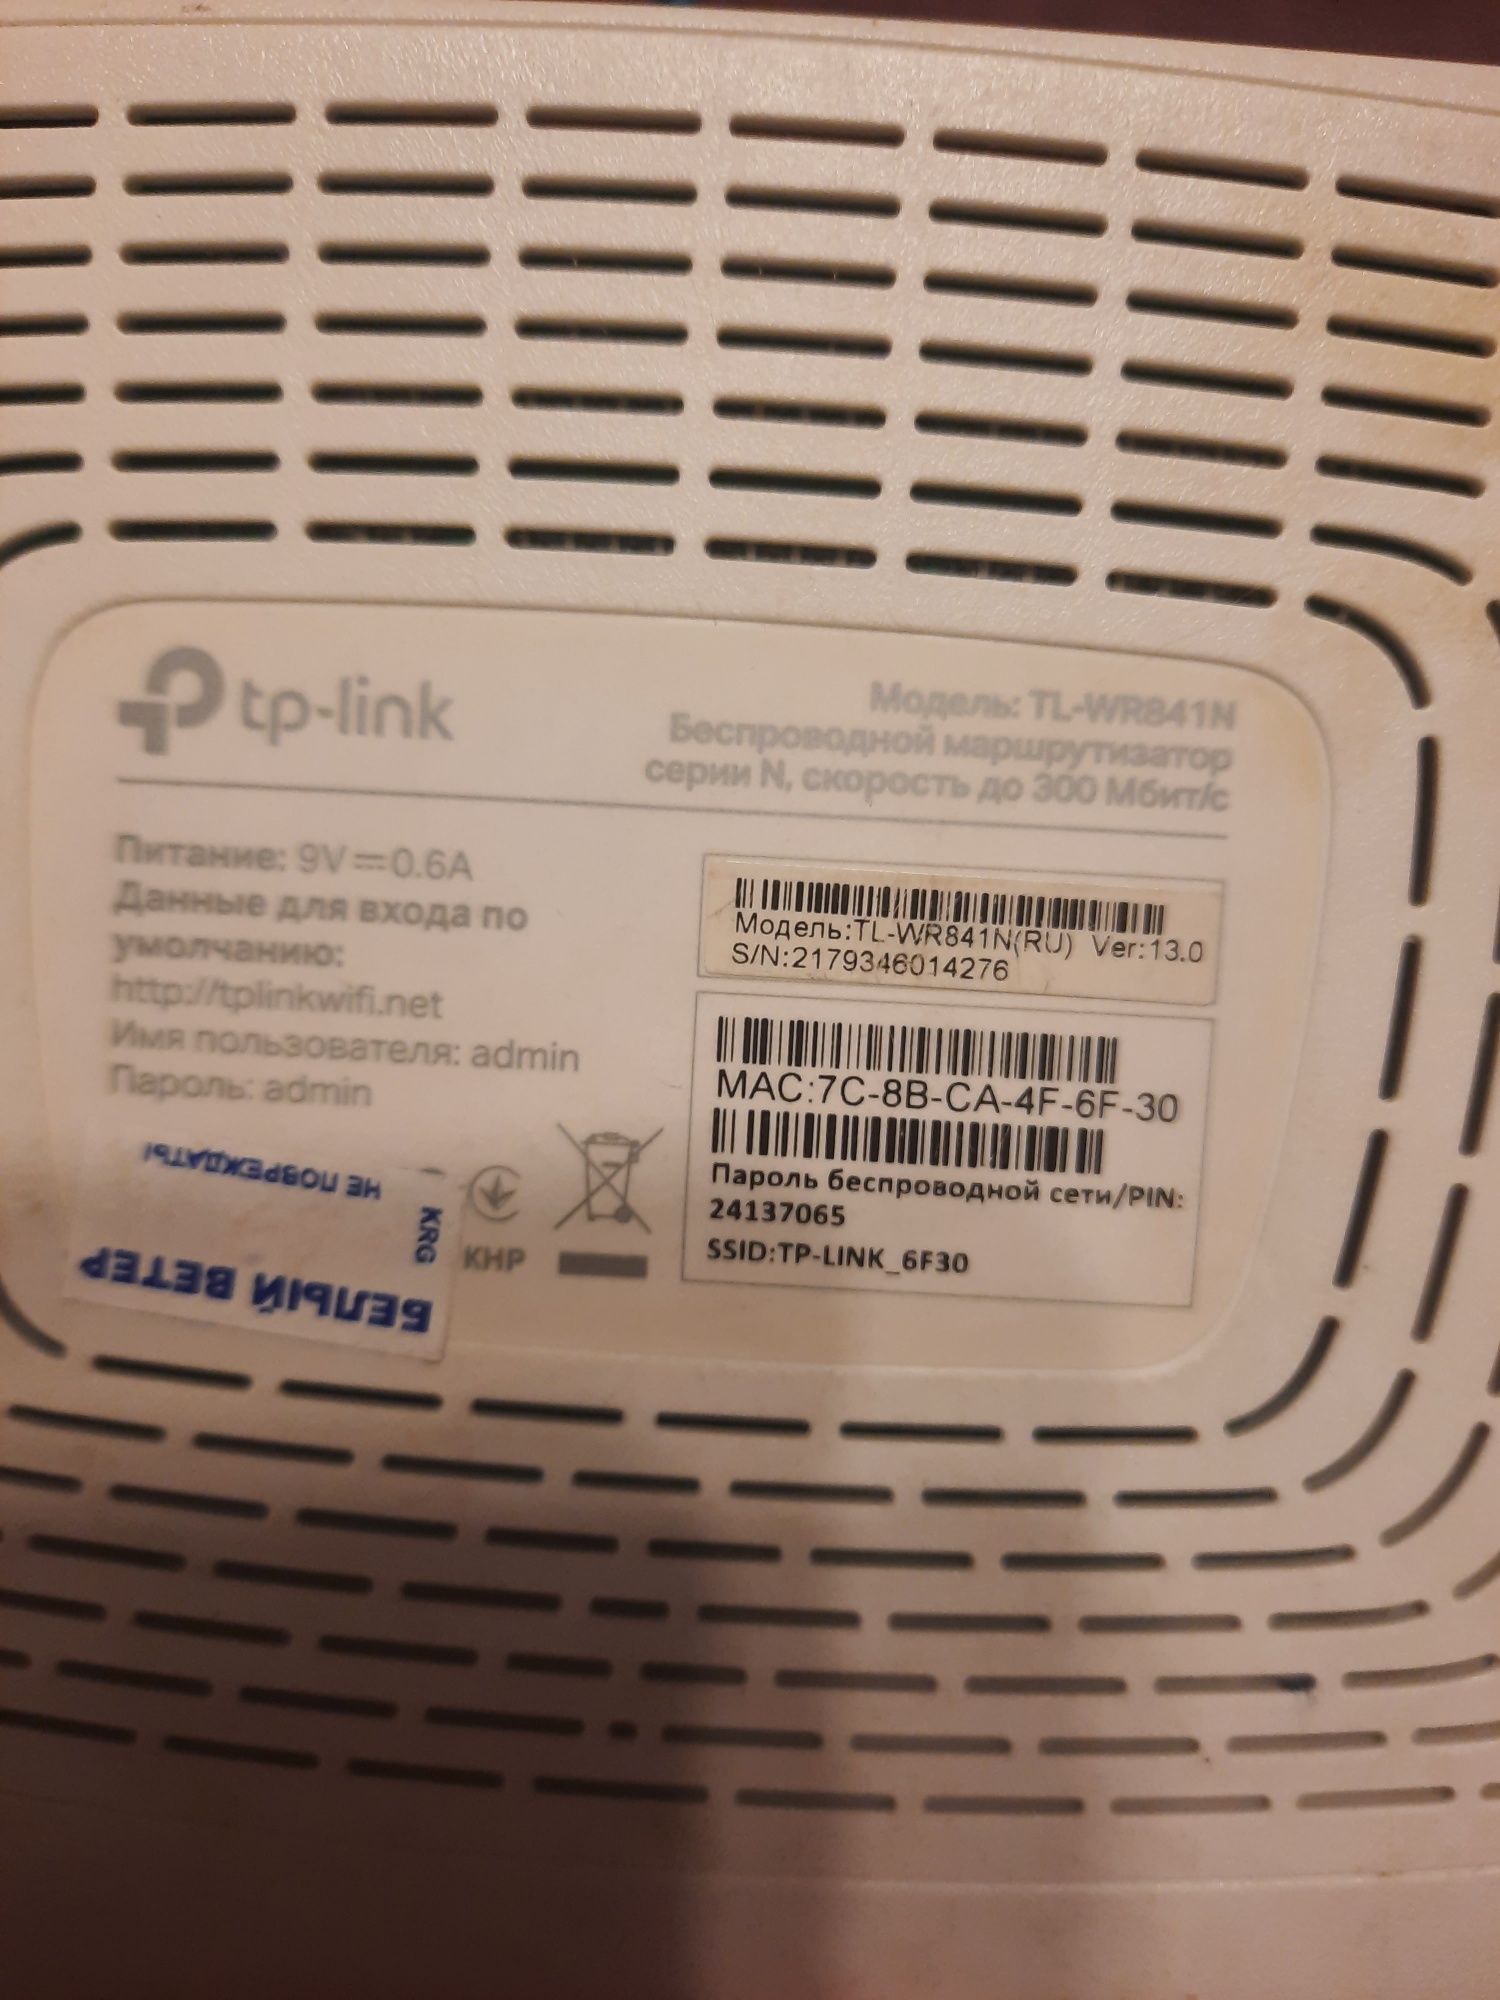 tp-link
Модель: TL-WR841N
Беспроводной маршрутизатор
серии N, скорость до 300 Мбит/с
Питание: 9V⎓0.6A
Данные для входа по
умолчанию:
http://tplinkwifi.net
Имя пользователя: admin
Пароль: admin
Модель:TL-WR841N(RU) Ver:13.0
S/N:2179346014276
MAC:7C-8B-CA-4F-6F-30
Пароль беспроводной сети/PIN:
24137065
SSID:TP-LINK_6F30
КНР
БЕЛЫЙ ВЕТЕР
KRG
НЕ ПОВРЕЖДАТЬ!